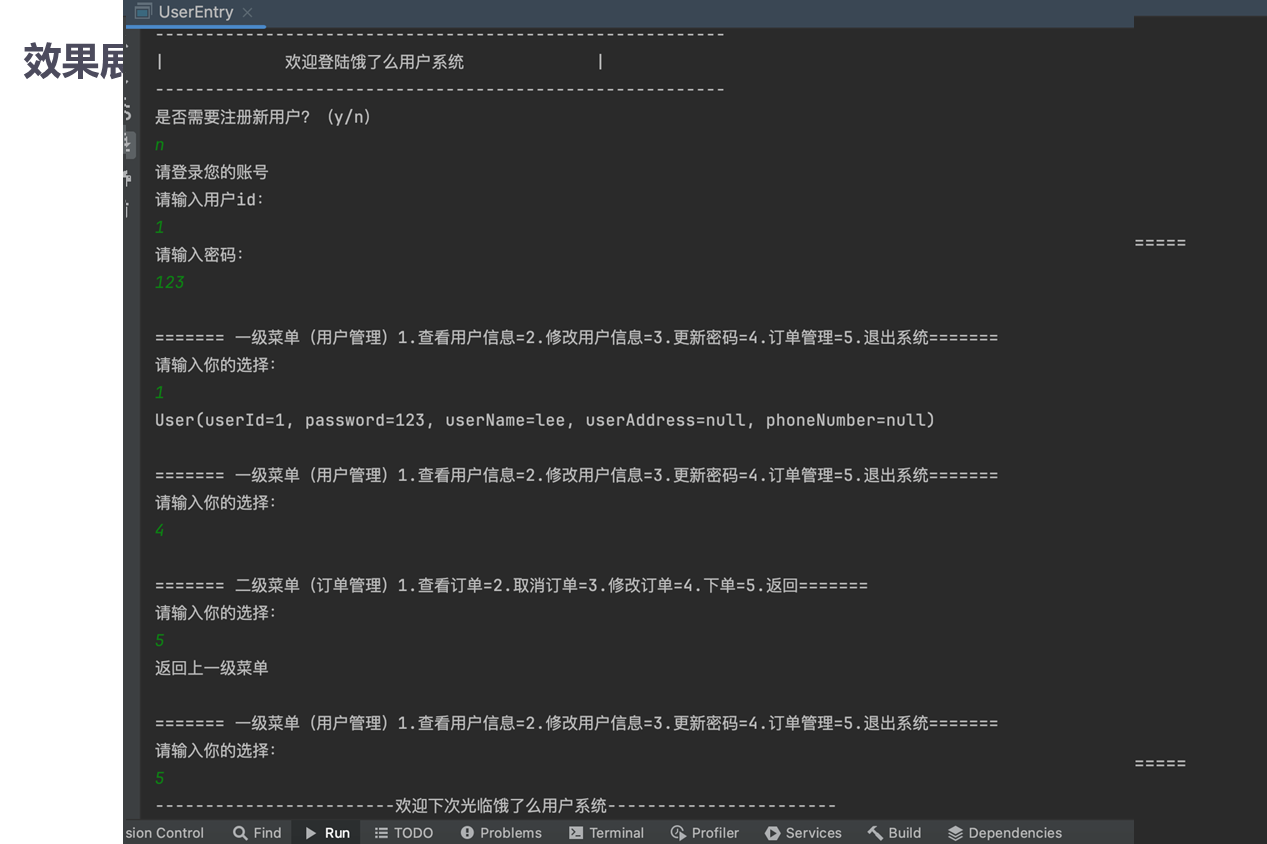 UserEntry
效果展
---------------------------------------------------------
| 欢迎登陆饿了么用户系统 |
---------------------------------------------------------
是否需要注册新用户？（y/n）
n
请登录您的账号
请输入用户id：
1
=====
请输入密码：
123
======= 一级菜单（用户管理）1.查看用户信息=2.修改用户信息=3.更新密码=4.订单管理=5.退出系统=======
请输入你的选择：
1
User(userId=1, password=123, userName=lee, userAddress=null, phoneNumber=null)
======= 一级菜单（用户管理）1.查看用户信息=2.修改用户信息=3.更新密码=4.订单管理=5.退出系统=======
请输入你的选择：
4
======= 二级菜单（订单管理）1.查看订单=2.取消订单=3.修改订单=4.下单=5.返回=======
请输入你的选择：
5
返回上一级菜单
======= 一级菜单（用户管理）1.查看用户信息=2.修改用户信息=3.更新密码=4.订单管理=5.退出系统=======
请输入你的选择：
=====
5
------------------------欢迎下次光临饿了么用户系统-----------------------
sion Control Find Run TODO Problems Terminal Profiler Services Build Dependencies